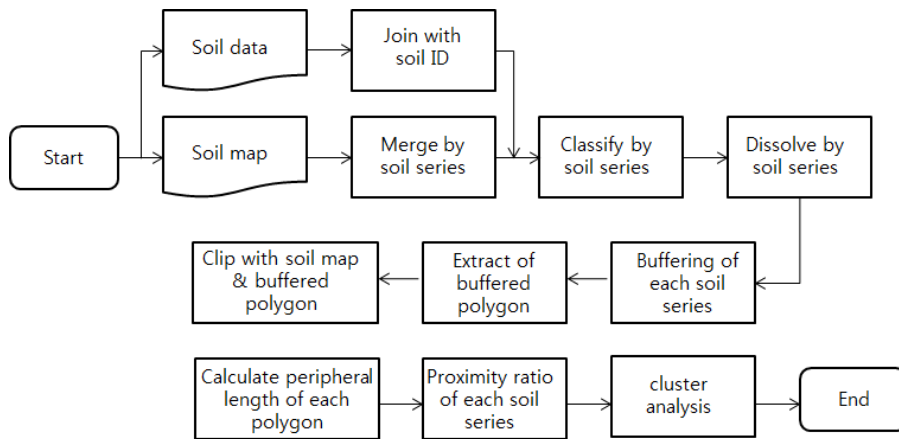 Soil data
Join with
soil ID
Start
Soil map
Merge by
soil series
Classify by
soil series
Dissolve by
soil series
Clip with soil map
& buffered
polygon
Extract of
buffered
polygon
Buffering of
each soil
series
Calculate peripheral
length of each
polygon
Proximity ratio
of each soil
series
cluster
analysis
End